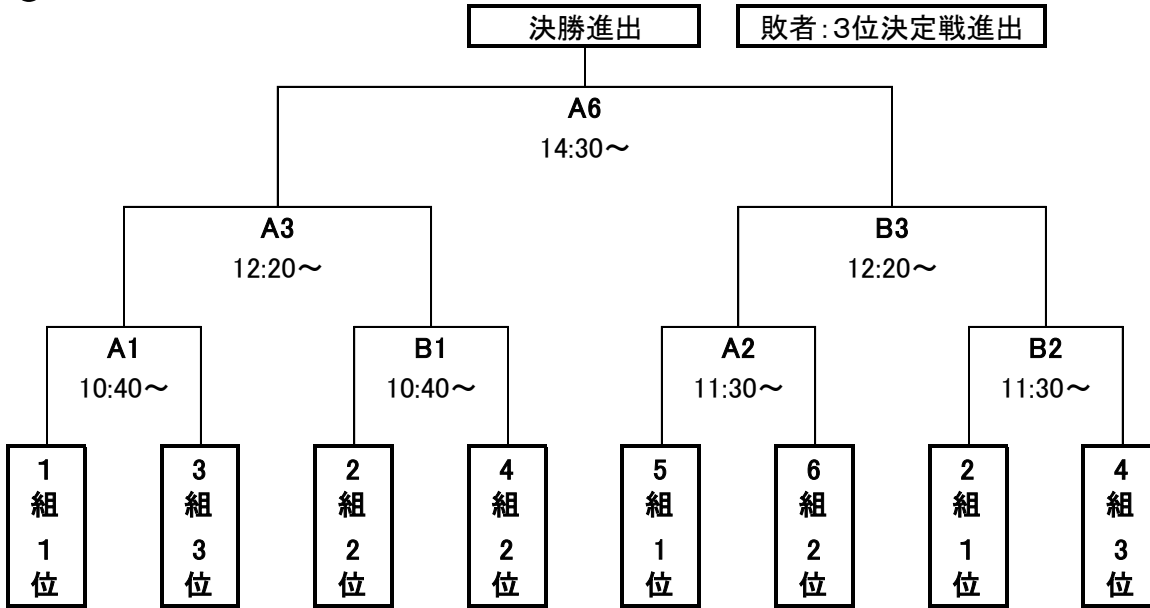 決勝進出
敗者:3位決定戦進出
A6
14:30~
A3
12:20~
B3
12:20~
A1
10:40~
B1
10:40~
A2
11:30~
B2
11:30~
1組1位
3組3位
2組2位
4組2位
5組1位
6組2位
2組1位
4組3位